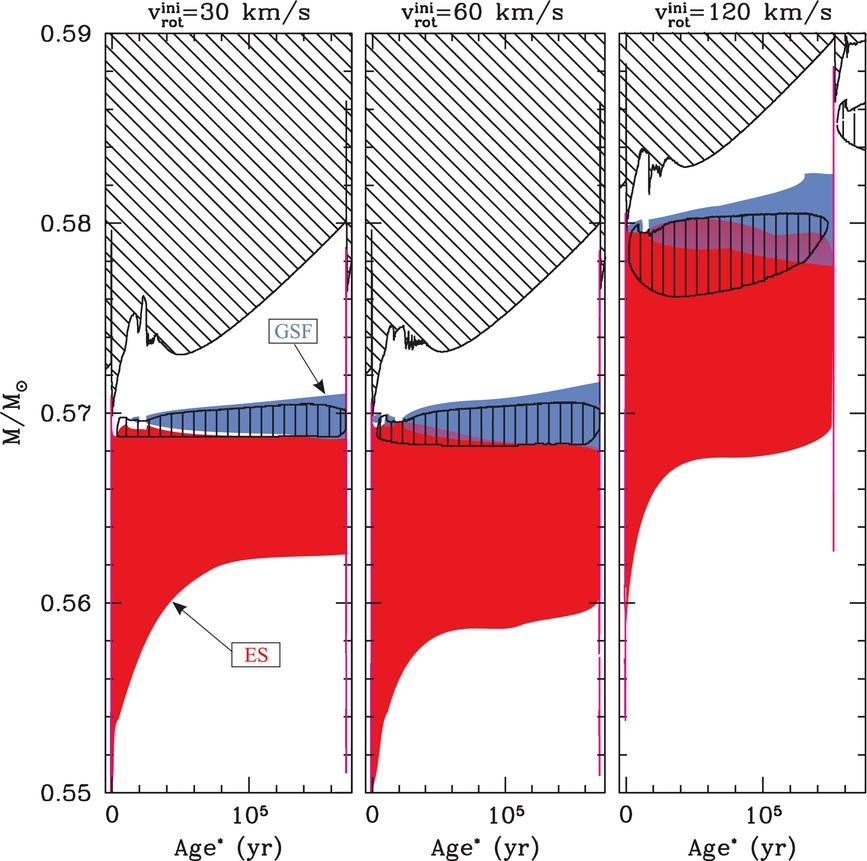 v_rot^ini=30 km/s v_rot^ini=60 km/s v_rot^ini=120 km/s
0.59
0.58
GSF
M/M⊙
0.57
0.56
ES
0.55
0 10⁵ 0 10⁵ 0 10⁵
Age* (yr) Age* (yr) Age* (yr)